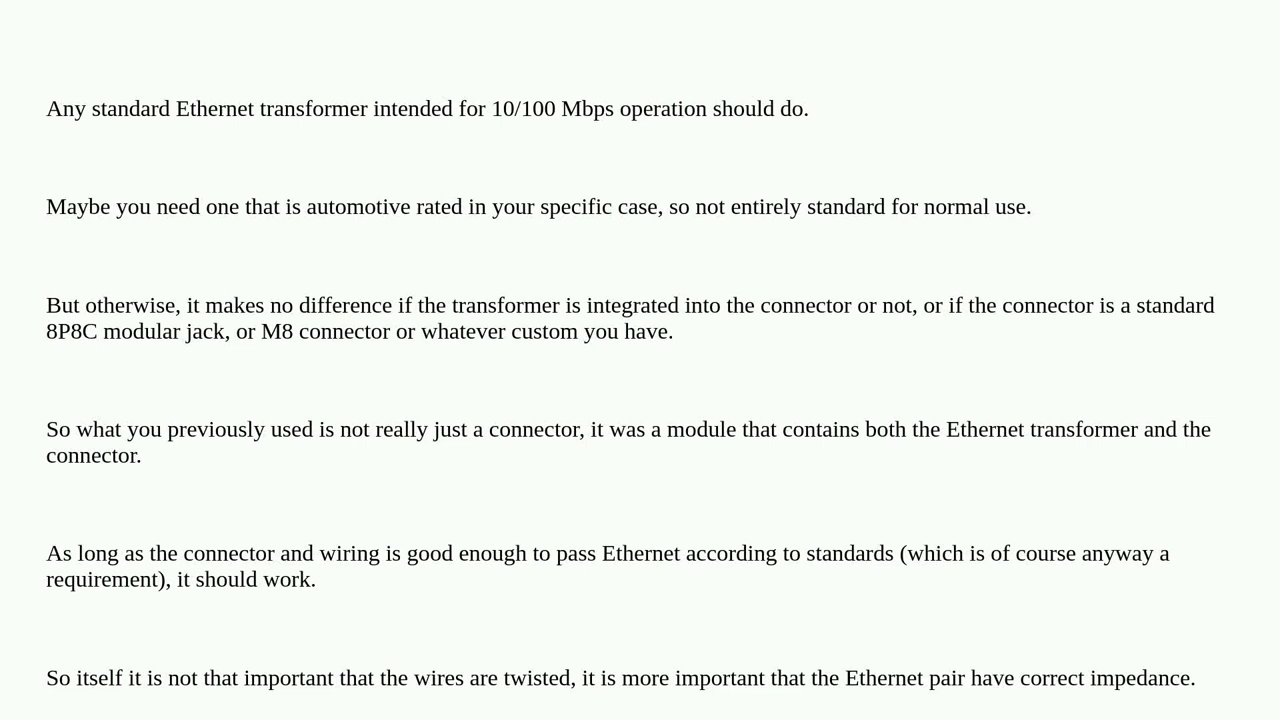 Any standard Ethernet transformer intended for 10/100 Mbps operation should do.
Maybe you need one that is automotive rated in your specific case, so not entirely standard for normal use.
But otherwise, it makes no difference if the transformer is integrated into the connector or not, or if the connector is a standard
8P8C modular jack, or M8 connector or whatever custom you have.
So what you previously used is not really just a connector, it was a module that contains both the Ethernet transformer and the
connector.
As long as the connector and wiring is good enough to pass Ethernet according to standards (which is of course anyway a
requirement), it should work.
So itself it is not that important that the wires are twisted, it is more important that the Ethernet pair have correct impedance.